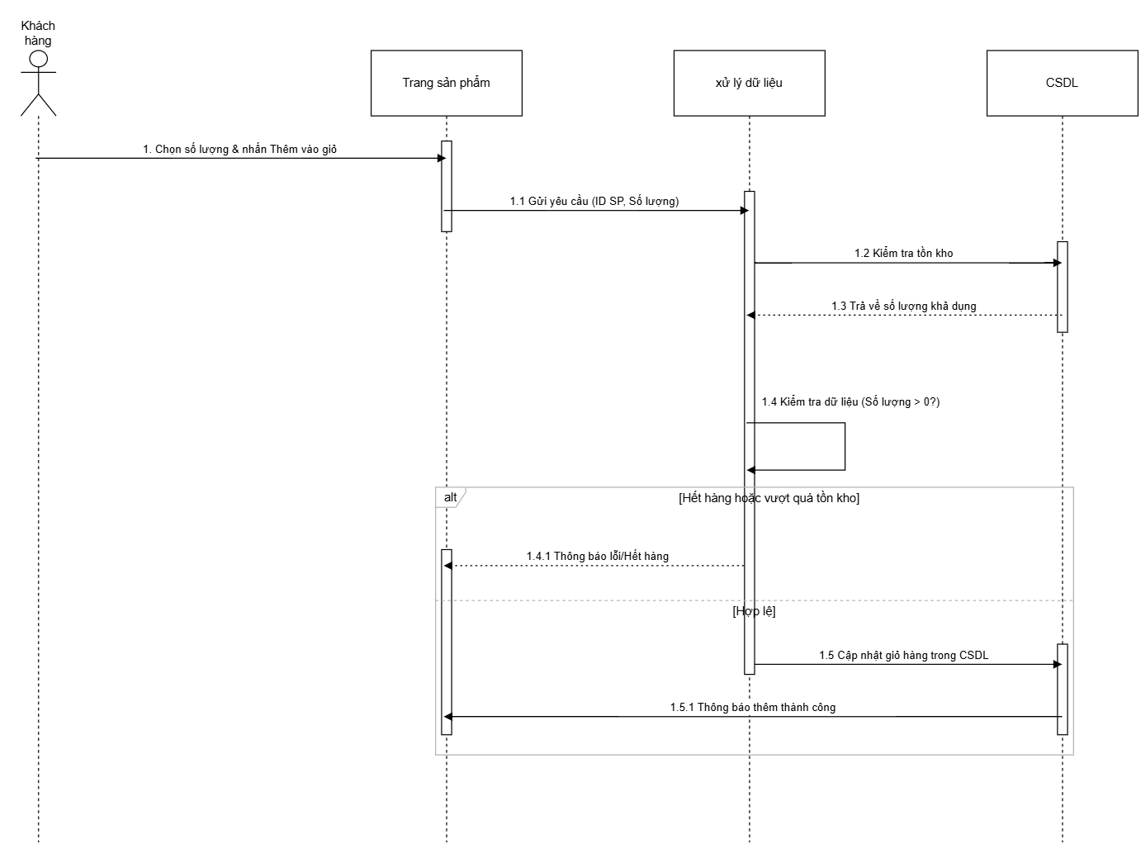 Khách
hàng
Trang sản phẩm
xử lý dữ liệu
CSDL
1. Chọn số lượng & nhấn Thêm vào giỏ
1.1 Gửi yêu cầu (ID SP, Số lượng)
1.2 Kiểm tra tồn kho
1.3 Trả về số lượng khả dụng
1.4 Kiểm tra dữ liệu (Số lượng > 0?)
alt
[Hết hàng hoặc vượt quá tồn kho]
1.4.1 Thông báo lỗi/Hết hàng
[Hợp lệ]
1.5 Cập nhật giỏ hàng trong CSDL
1.5.1 Thông báo thêm thành công